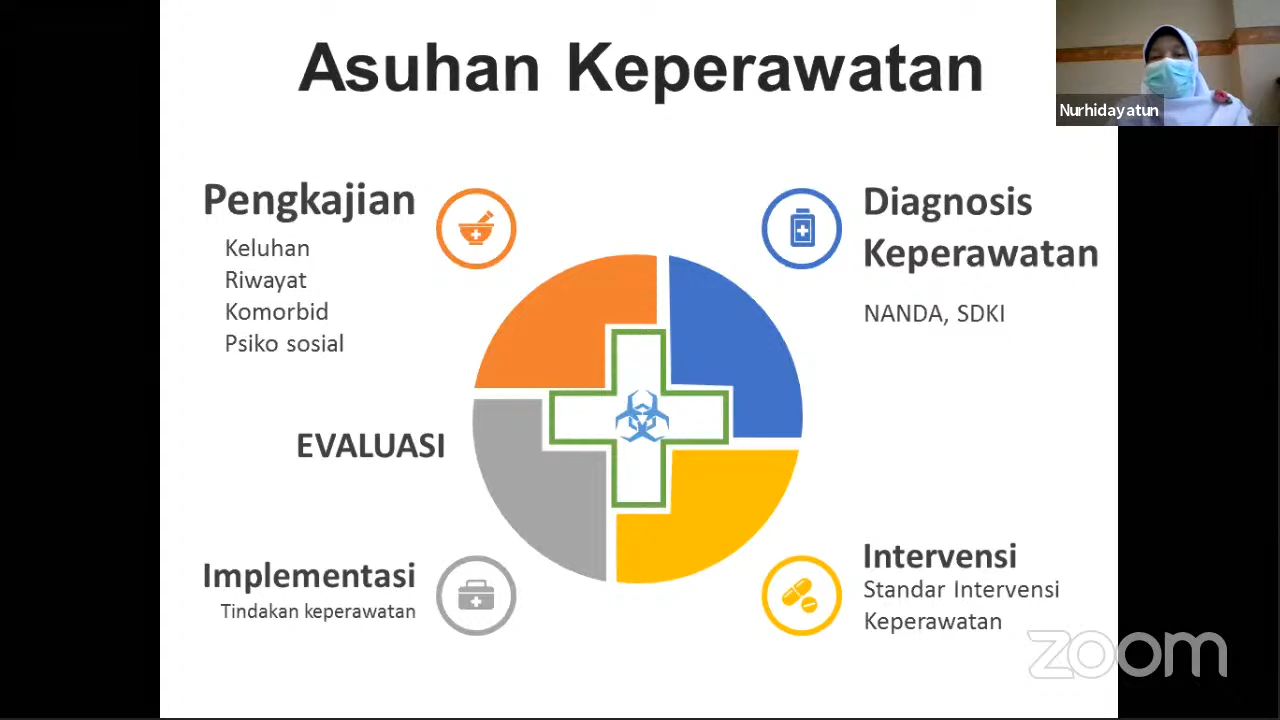 Asuhan Keperawatan
Nurhidayatun
Pengkajian
Keluhan
Riwayat
Komorbid
Psiko sosial
Diagnosis
Keperawatan
NANDA, SDKI
EVALUASI
Implementasi
Tindakan keperawatan
Intervensi
Standar Intervensi
Keperawatan
zoom